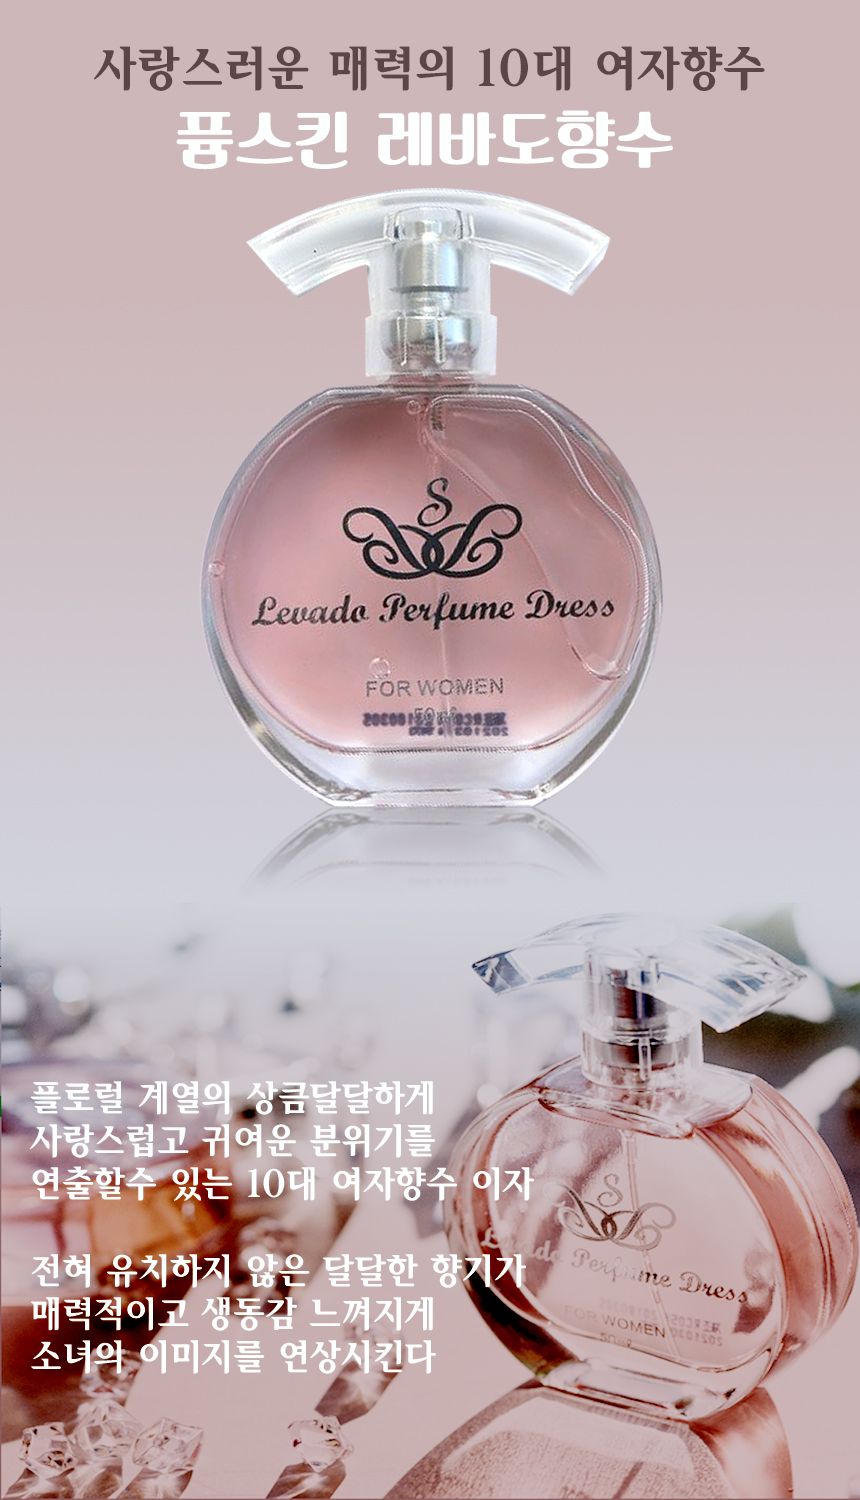 사랑스러운 매력의 10대 여자향수
퓸스킨 레바도향수
S
Levado Perfume Dress
FOR WOMEN
플로럴 계열의 상큼달달하게
사랑스럽고 귀여운 분위기를
연출할수 있는 10대 여자향수 이자
전혀 유치하지 않은 달달한 향기가
매력적이고 생동감 느껴지게
소녀의 이미지를 연상시킨다
S
Levado Perfume Dress
FOR WOMEN
50ml